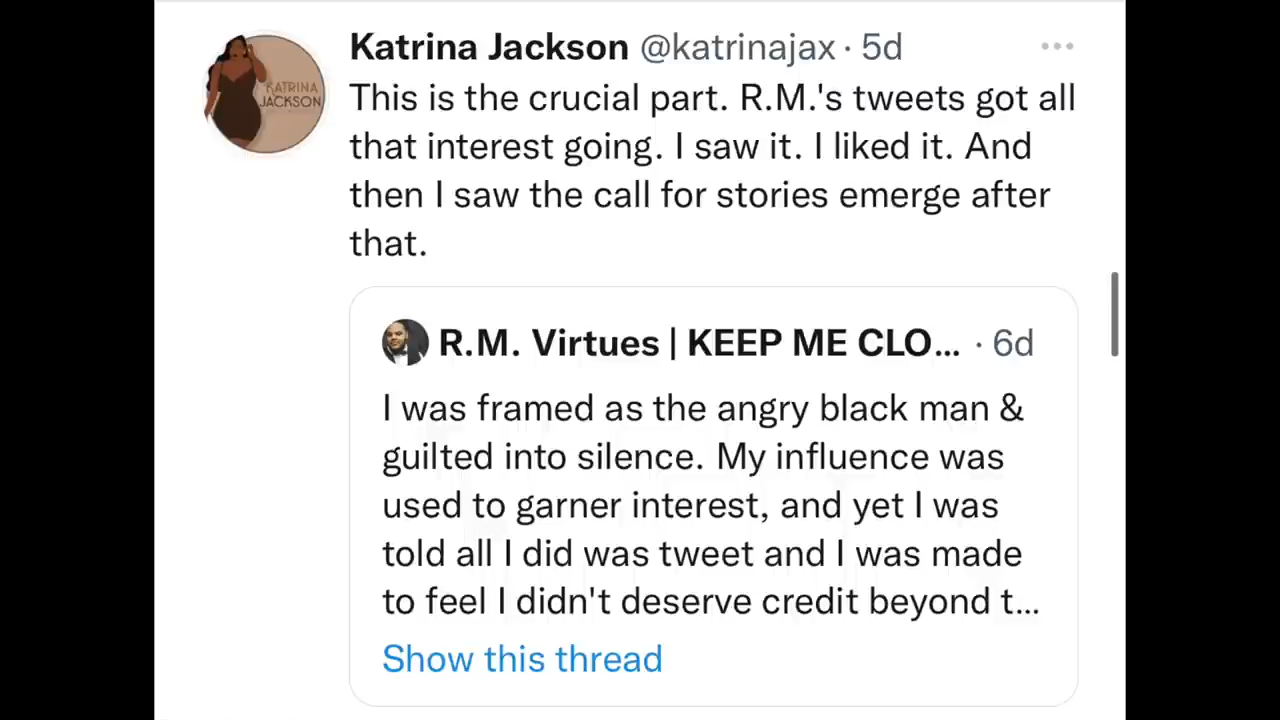 Katrina Jackson @katrinajax · 5d
KATRINA
JACKSON
This is the crucial part. R.M.'s tweets got all
that interest going. I saw it. I liked it. And
then I saw the call for stories emerge after
that.
R.M. Virtues | KEEP ME CLO... · 6d
I was framed as the angry black man &
guilted into silence. My influence was
used to garner interest, and yet I was
told all I did was tweet and I was made
to feel I didn't deserve credit beyond t...
Show this thread